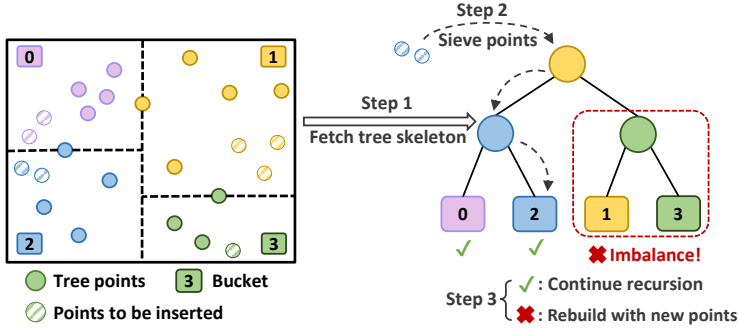 0
1
2
3
Tree points
3
Bucket
Points to be inserted
Step 1
Fetch tree skeleton
Step 2
Sieve points
0
2
1
3
✓
✓
✖ Imbalance!
Step 3
✓ : Continue recursion
✖ : Rebuild with new points